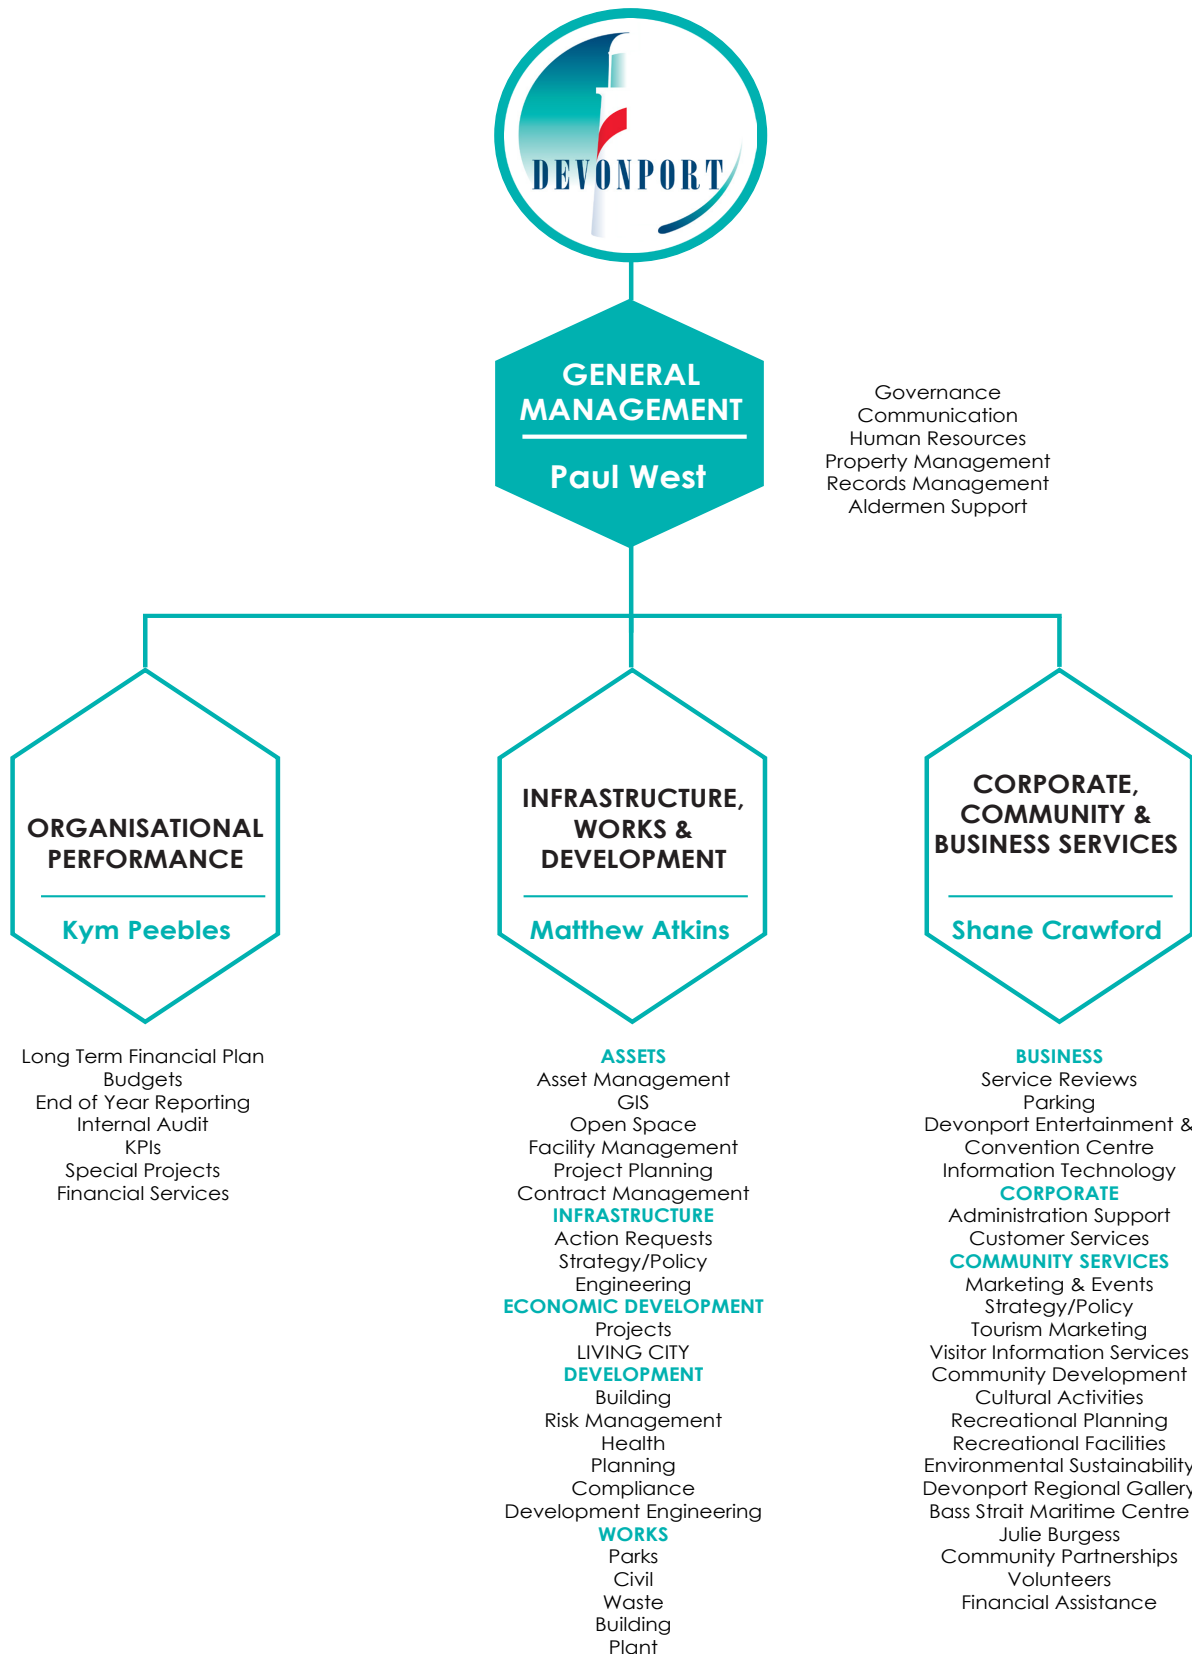 DEVONPORT
GENERAL
MANAGEMENT
Paul West
Governance
Communication
Human Resources
Property Management
Records Management
Aldermen Support
ORGANISATIONAL
PERFORMANCE
Kym Peebles
Long Term Financial Plan
Budgets
End of Year Reporting
Internal Audit
KPIs
Special Projects
Financial Services
INFRASTRUCTURE,
WORKS &
DEVELOPMENT
Matthew Atkins
ASSETS
Asset Management
GIS
Open Space
Facility Management
Project Planning
Contract Management
INFRASTRUCTURE
Action Requests
Strategy/Policy
Engineering
ECONOMIC DEVELOPMENT
Projects
LIVING CITY
DEVELOPMENT
Building
Risk Management
Health
Planning
Compliance
Development Engineering
WORKS
Parks
Civil
Waste
Building
Plant
CORPORATE,
COMMUNITY &
BUSINESS SERVICES
Shane Crawford
BUSINESS
Service Reviews
Parking
Devonport Entertainment &
Convention Centre
Information Technology
CORPORATE
Administration Support
Customer Services
COMMUNITY SERVICES
Marketing & Events
Strategy/Policy
Tourism Marketing
Visitor Information Services
Community Development
Cultural Activities
Recreational Planning
Recreational Facilities
Environmental Sustainability
Devonport Regional Gallery
Bass Strait Maritime Centre
Julie Burgess
Community Partnerships
Volunteers
Financial Assistance